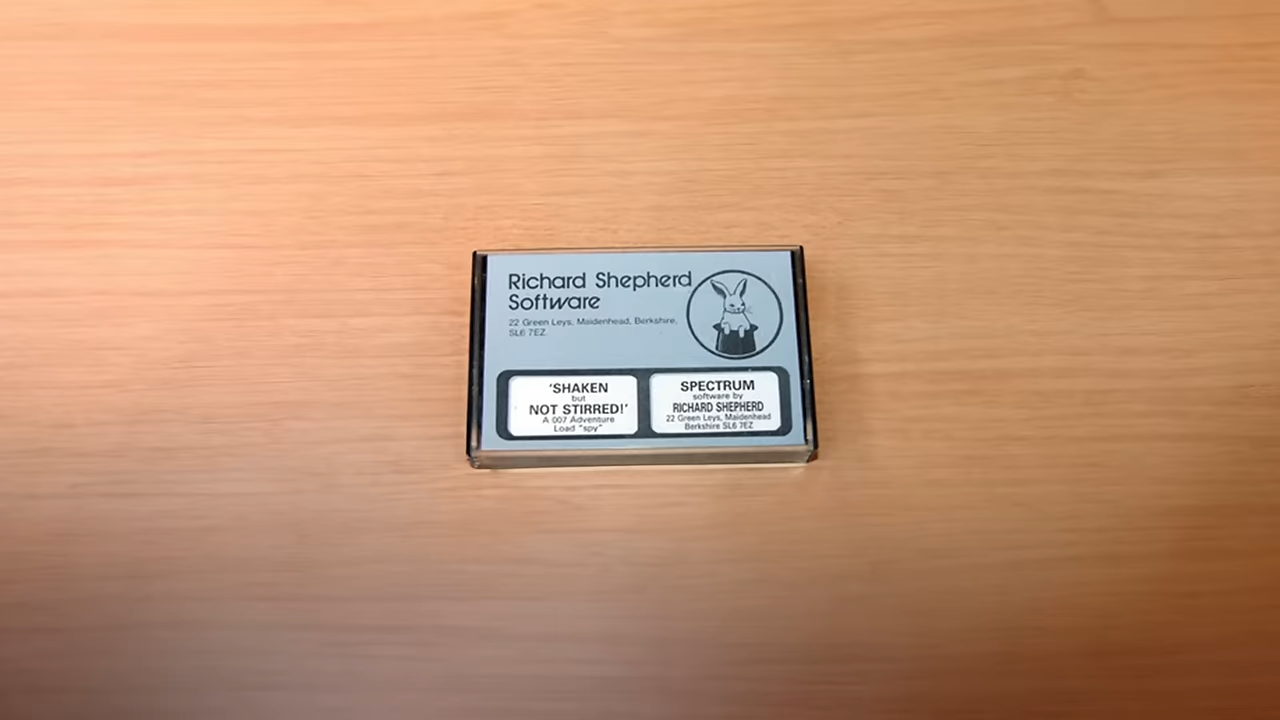 Richard Shepherd
Software
22 Green Leys, Maidenhead, Berkshire,
SL6 7EZ.
'SHAKEN
but
NOT STIRRED!'
A 007 Adventure
Load "spy"
SPECTRUM
software by
RICHARD SHEPHERD
22 Green Leys, Maidenhead
Berkshire SL6 7EZ